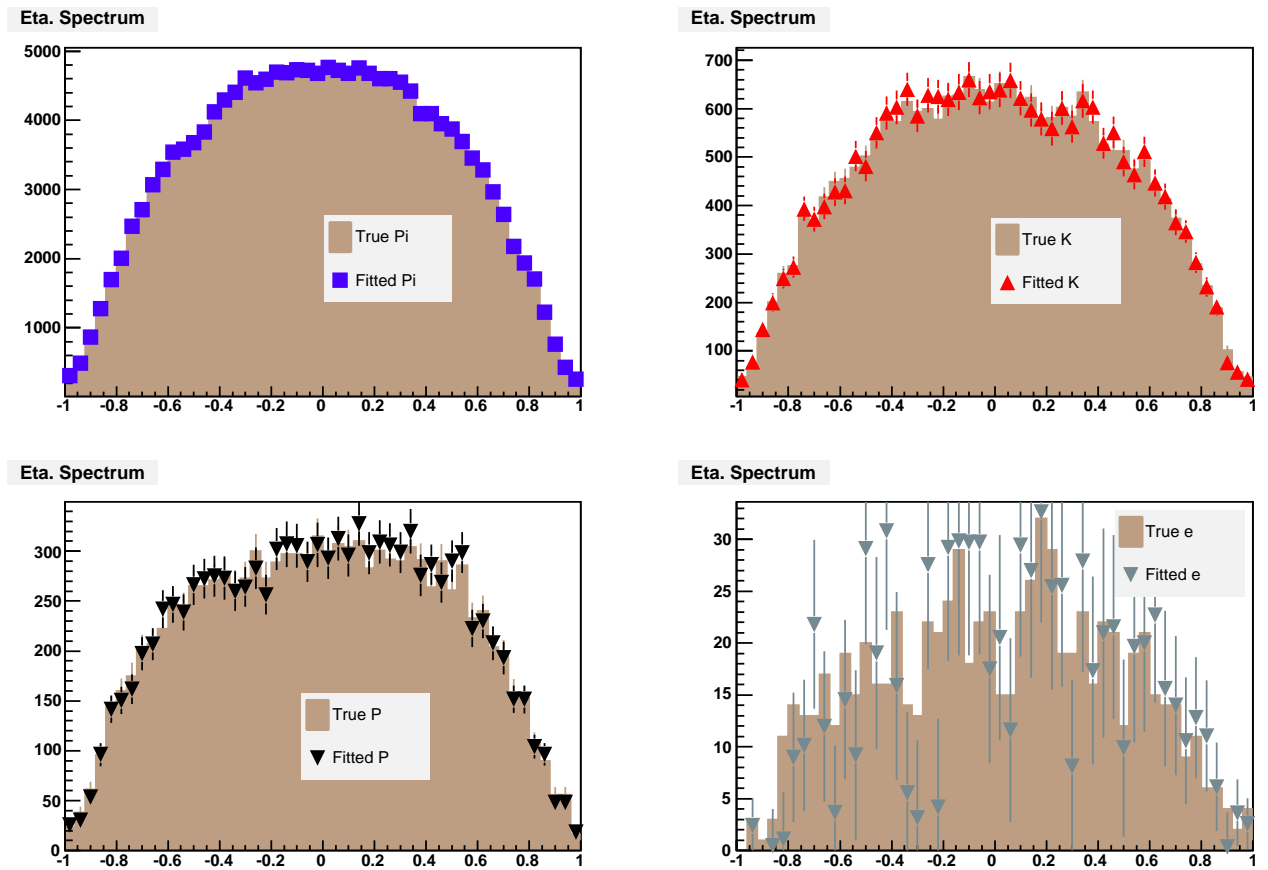 Eta. Spectrum
5000
4000
3000
2000
1000
True Pi
Fitted Pi
-1 -0.8 -0.6 -0.4 -0.2 0 0.2 0.4 0.6 0.8 1
Eta. Spectrum
700
600
500
400
300
200
100
True K
Fitted K
-1 -0.8 -0.6 -0.4 -0.2 0 0.2 0.4 0.6 0.8 1
Eta. Spectrum
300
250
200
150
100
50
0
True P
Fitted P
-1 -0.8 -0.6 -0.4 -0.2 0 0.2 0.4 0.6 0.8 1
Eta. Spectrum
30
25
20
15
10
5
0
True e
Fitted e
-1 -0.8 -0.6 -0.4 -0.2 0 0.2 0.4 0.6 0.8 1